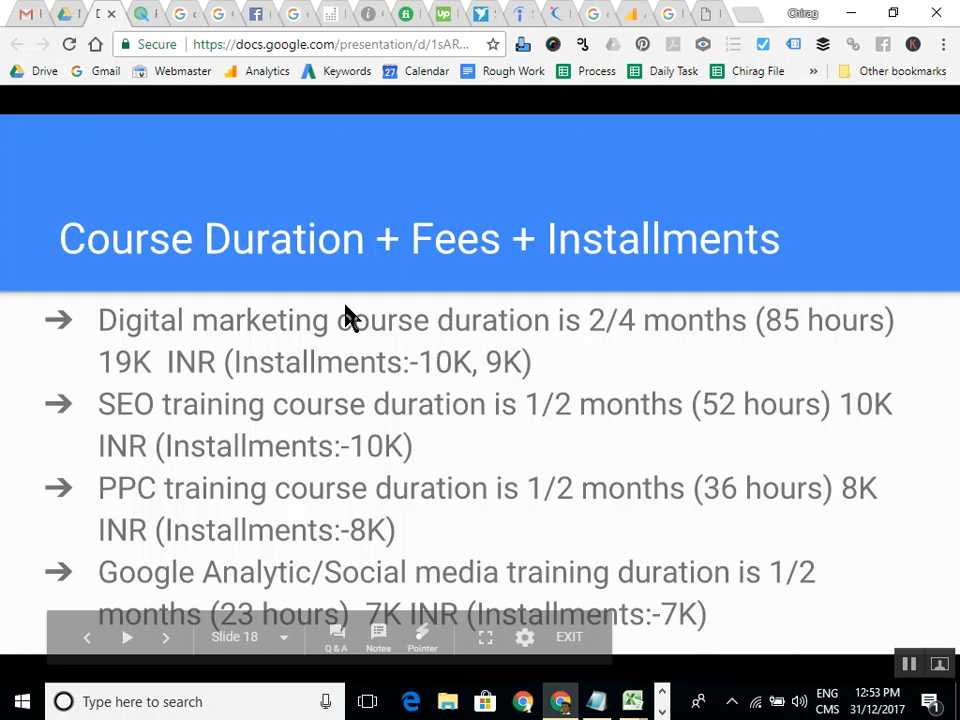 Chirag
Secure
https://docs.google.com/presentation/d/1sAR...
Drive
Gmail
Webmaster
Analytics
Keywords
27
Calendar
Rough Work
Process
Daily Task
Chirag File
»
Other bookmarks
Course Duration + Fees + Installments
➔ Digital marketing course duration is 2/4 months (85 hours)
19K INR (Installments:-10K, 9K)
➔ SEO training course duration is 1/2 months (52 hours) 10K
INR (Installments:-10K)
➔ PPC training course duration is 1/2 months (36 hours) 8K
INR (Installments:-8K)
➔ Google Analytic/Social media training duration is 1/2
months (23 hours) 7K INR (Installments:-7K)
Slide 18
Q & A
Notes
Pointer
EXIT
Type here to search
ENG
CMS
12:53 PM
31/12/2017
1